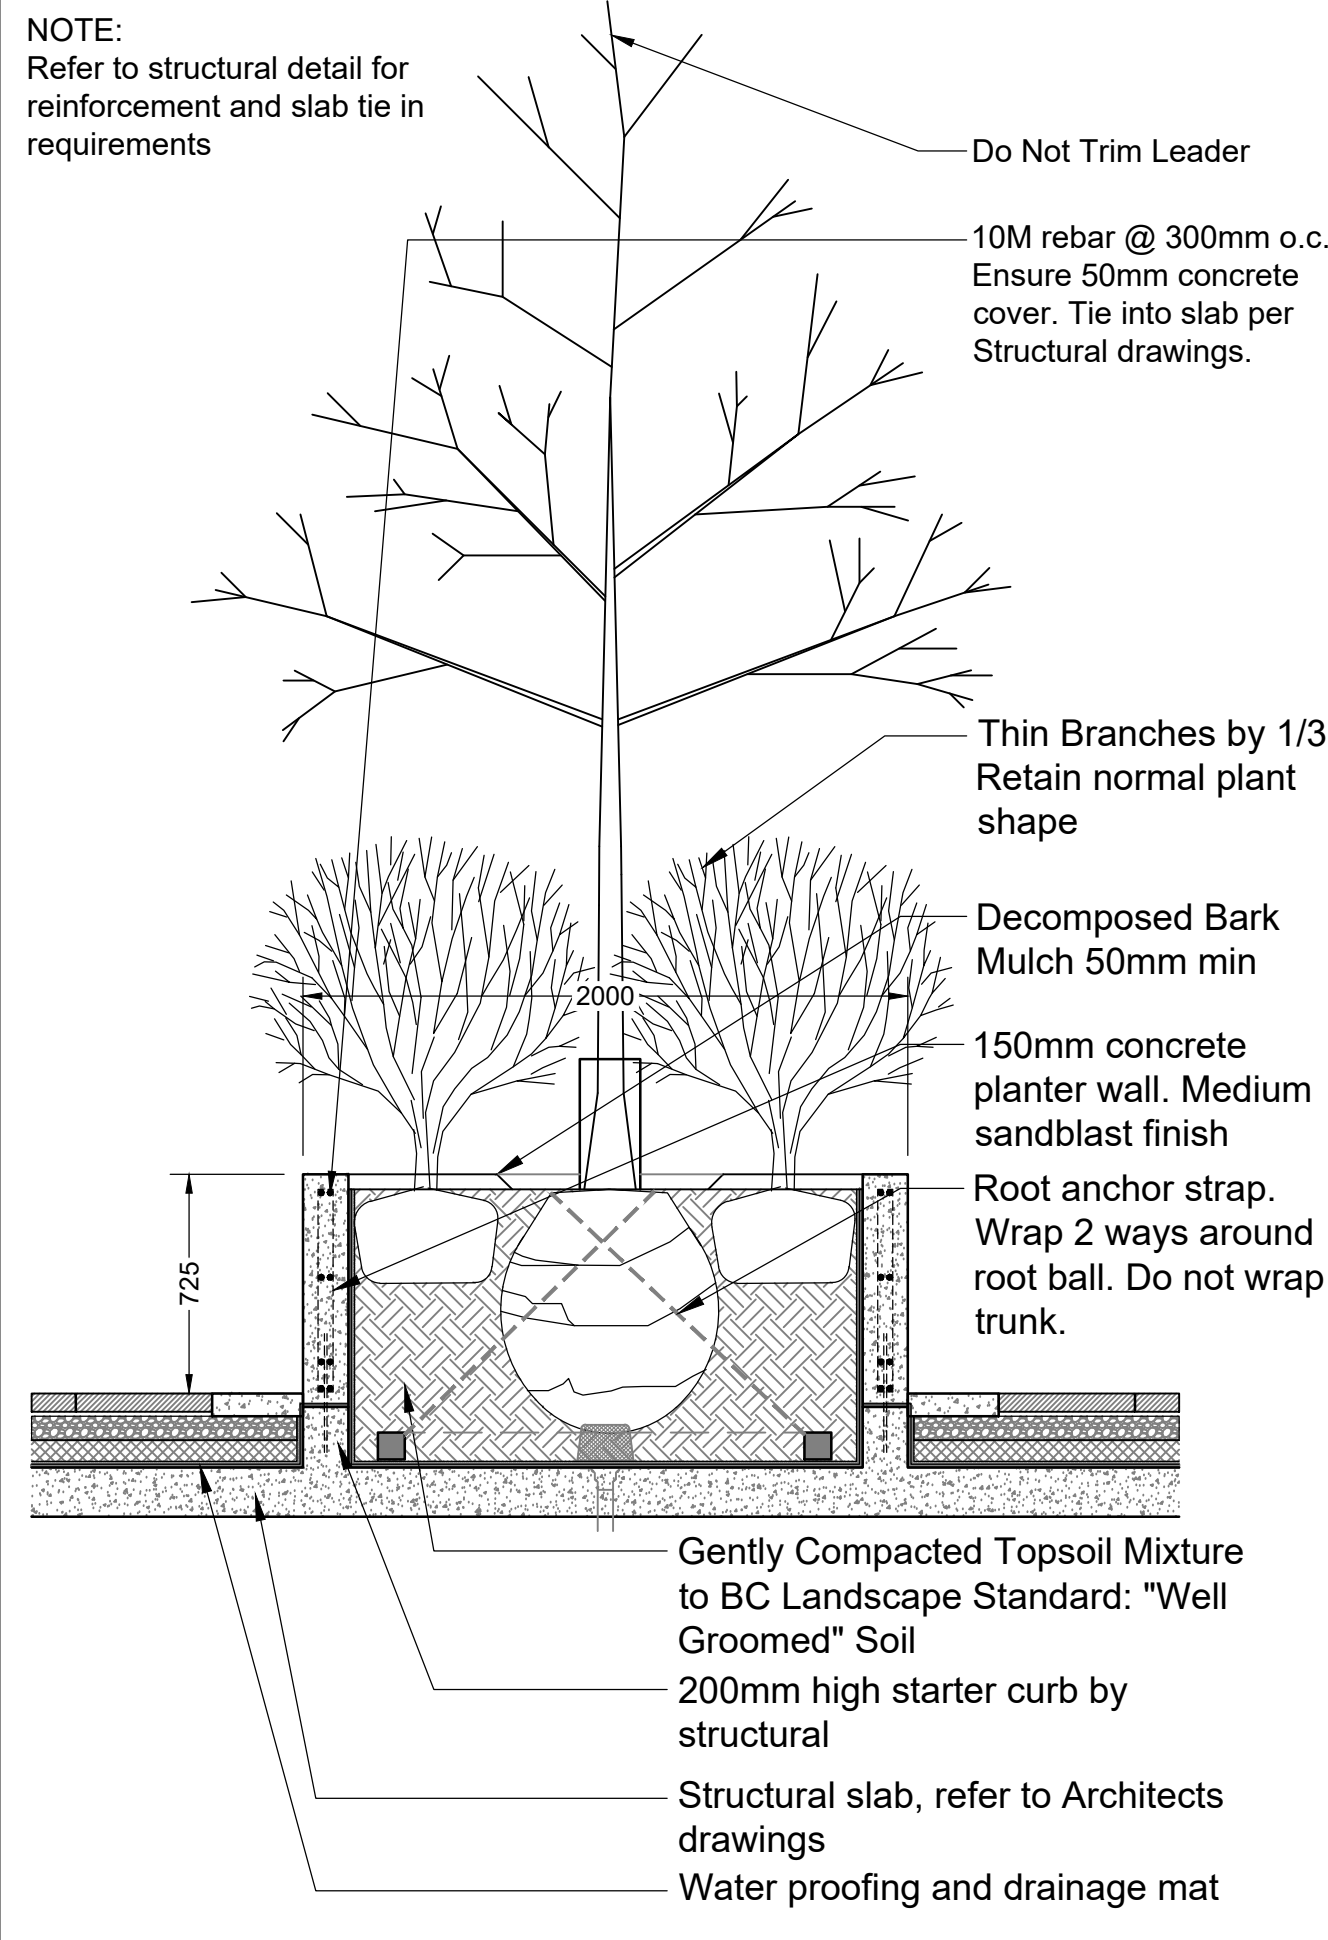 NOTE:
Refer to structural detail for
reinforcement and slab tie in
requirements
Do Not Trim Leader
10M rebar @ 300mm o.c.
Ensure 50mm concrete
cover. Tie into slab per
Structural drawings.
Thin Branches by 1/3
Retain normal plant
shape
Decomposed Bark
Mulch 50mm min
2000
150mm concrete
planter wall. Medium
sandblast finish
Root anchor strap.
Wrap 2 ways around
root ball. Do not wrap
trunk.
725
Gently Compacted Topsoil Mixture
to BC Landscape Standard: "Well
Groomed" Soil
200mm high starter curb by
structural
Structural slab, refer to Architects
drawings
Water proofing and drainage mat